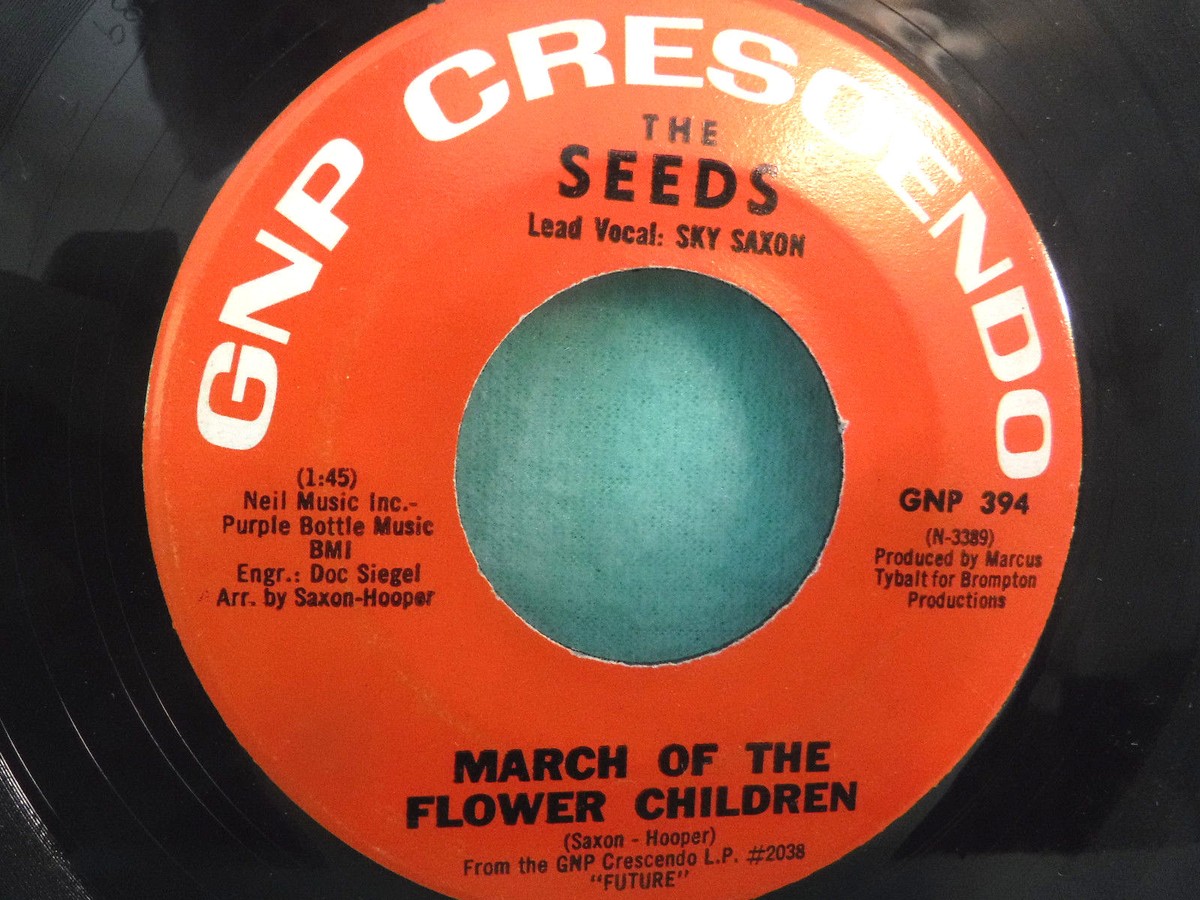 GNP CRESCENDO
THE
SEEDS
Lead Vocal: SKY SAXON
(1:45)
Neil Music Inc.-
Purple Bottle Music
BMI
Engr.: Doc Siegel
Arr. by Saxon-Hooper
GNP 394
(N-3389)
Produced by Marcus
Tybalt for Brompton
Productions
MARCH OF THE
FLOWER CHILDREN
(Saxon - Hooper)
From the GNP Crescendo L.P. #2038
"FUTURE"